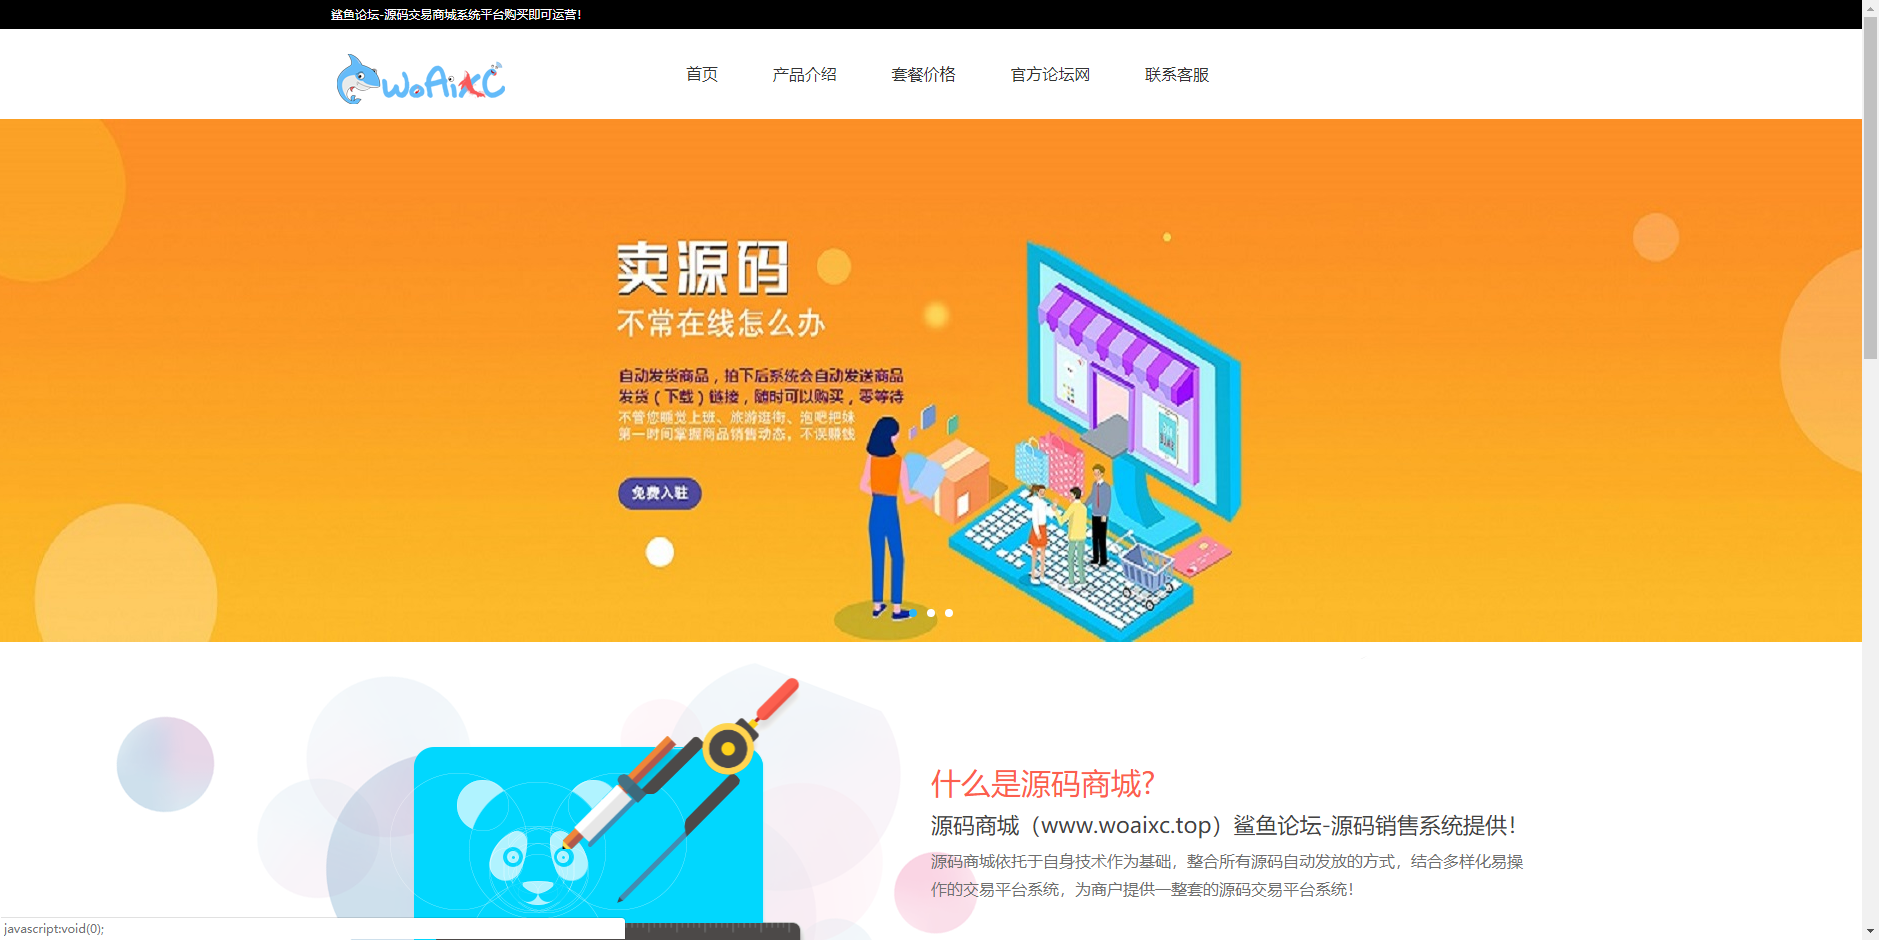 鲨鱼论坛-源码交易商城系统平台购买即可运营！
WoAiXC
首页
产品介绍
套餐价格
官方论坛网
联系客服
卖源码
不常在线怎么办
自动发货商品，拍下后系统会自动发送商品
发货（下载）链接，随时可以购买，零等待
不管您睡觉上班、旅游逛街、泡吧把妹
第一时间掌握商品销售动态，不误赚钱
免费入驻
什么是源码商城?
源码商城（www.woaixc.top）鲨鱼论坛-源码销售系统提供！
源码商城依托于自身技术作为基础，整合所有源码自动发放的方式，结合多样化易操
作的交易平台系统，为商户提供一整套的源码交易平台系统！
javascript:void(0);